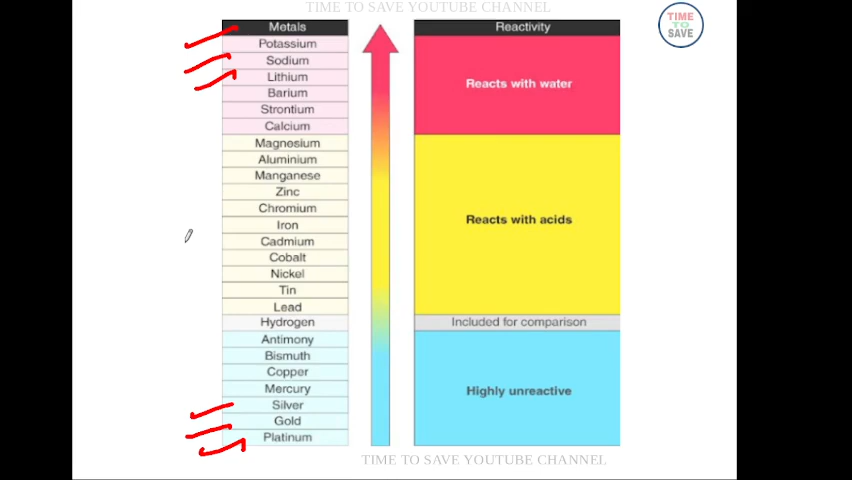 TIME TO SAVE YOUTUBE CHANNEL
TIME
TO
SAVE
Metals
Reactivity
Potassium
Sodium
Lithium
Barium
Strontium
Calcium
Reacts with water
Magnesium
Aluminium
Manganese
Zinc
Chromium
Iron
Cadmium
Cobalt
Nickel
Tin
Lead
Reacts with acids
Hydrogen
Included for comparison
Antimony
Bismuth
Copper
Mercury
Silver
Gold
Platinum
Highly unreactive
TIME TO SAVE YOUTUBE CHANNEL